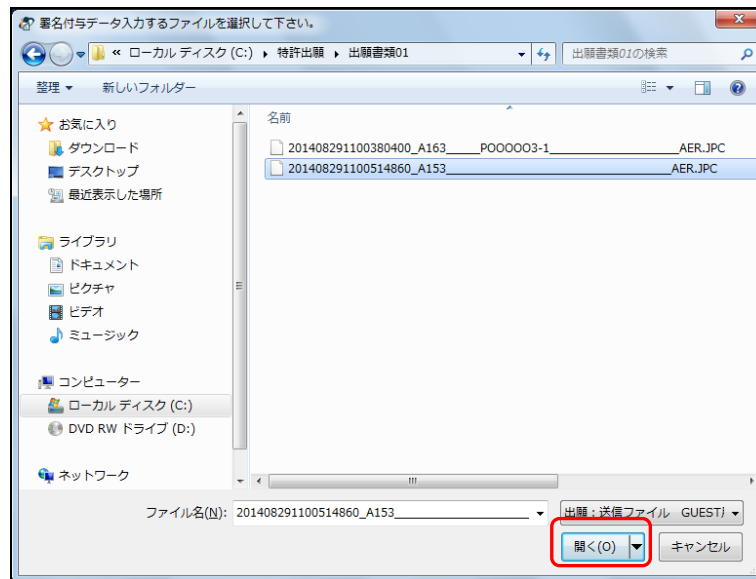 署名付与データ入力するファイルを選択して下さい。
« ローカル ディスク (C:) 特許出願 出願書類01
出願書類01の検索
整理 新しいフォルダー
名前
お気に入り
ダウンロード
デスクトップ
最近表示した場所
ライブラリ
ドキュメント
ピクチャ
ビデオ
ミュージック
コンピューター
ローカル ディスク (C:)
DVD RW ドライブ (D:)
ネットワーク
201408291100380400_A163_____POOOOO3-1____________________AER.JPC
201408291100514860_A153___________________________________AER.JPC
ファイル名(N): 201408291100514860_A153____________________
出願:送信ファイル GUEST
開く(O) キャンセル